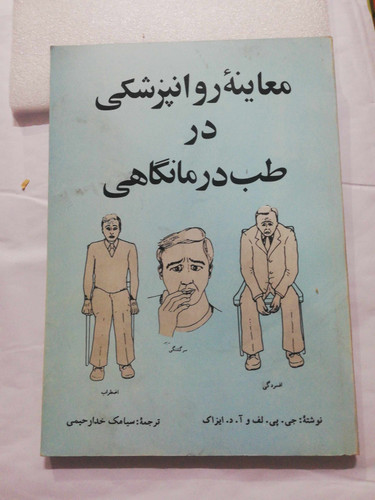 معاینهٔ روانپزشکی
در
طب درمانگاهی
سرگشتگی
افسردگی
اضطراب
نوشتهٔ: جی. پی. لف و آ. د. ایزاک
ترجمهٔ: سیامک خدارحیمی